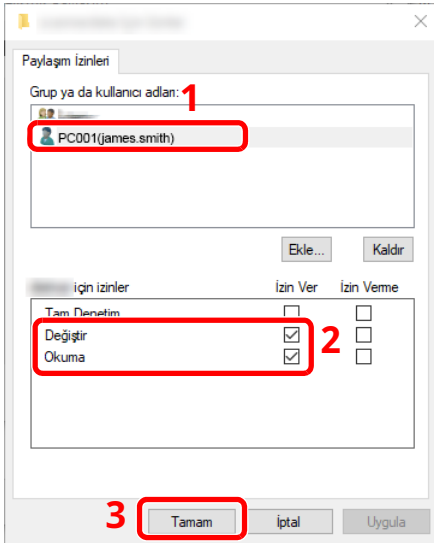 Paylaşım İzinleri
Grup ya da kullanıcı adları:
1
PC001(james.smith)
Ekle... Kaldır
için izinler İzin Ver İzin Verme
Tam Denetim
Değiştir
2
Okuma
3
Tamam İptal Uygula